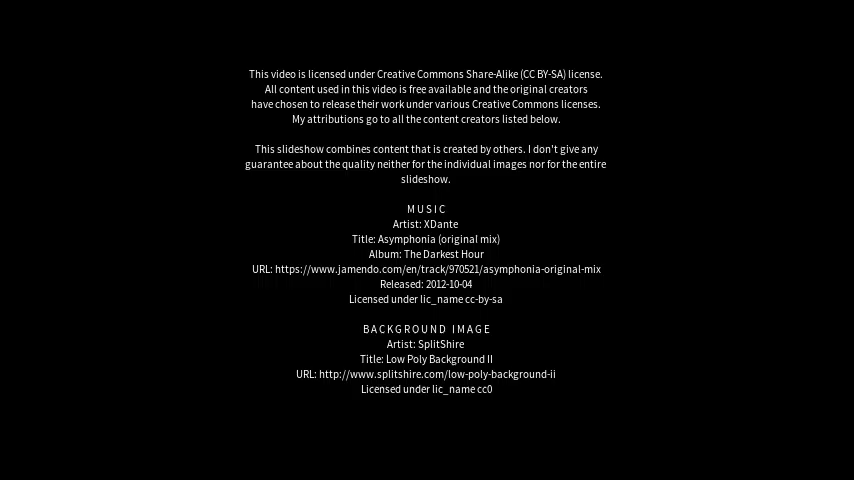 This video is licensed under Creative Commons Share-Alike (CC BY-SA) license.
All content used in this video is free available and the original creators
have chosen to release their work under various Creative Commons licenses.
My attributions go to all the content creators listed below.
This slideshow combines content that is created by others. I don't give any
guarantee about the quality neither for the individual images nor for the entire
slideshow.
MUSIC
Artist: XDante
Title: Asymphonia (original mix)
Album: The Darkest Hour
URL: https://www.jamendo.com/en/track/970521/asymphonia-original-mix
Released: 2012-10-04
Licensed under lic_name cc-by-sa
BACKGROUND IMAGE
Artist: SplitShire
Title: Low Poly Background II
URL: http://www.splitshire.com/low-poly-background-ii
Licensed under lic_name cc0